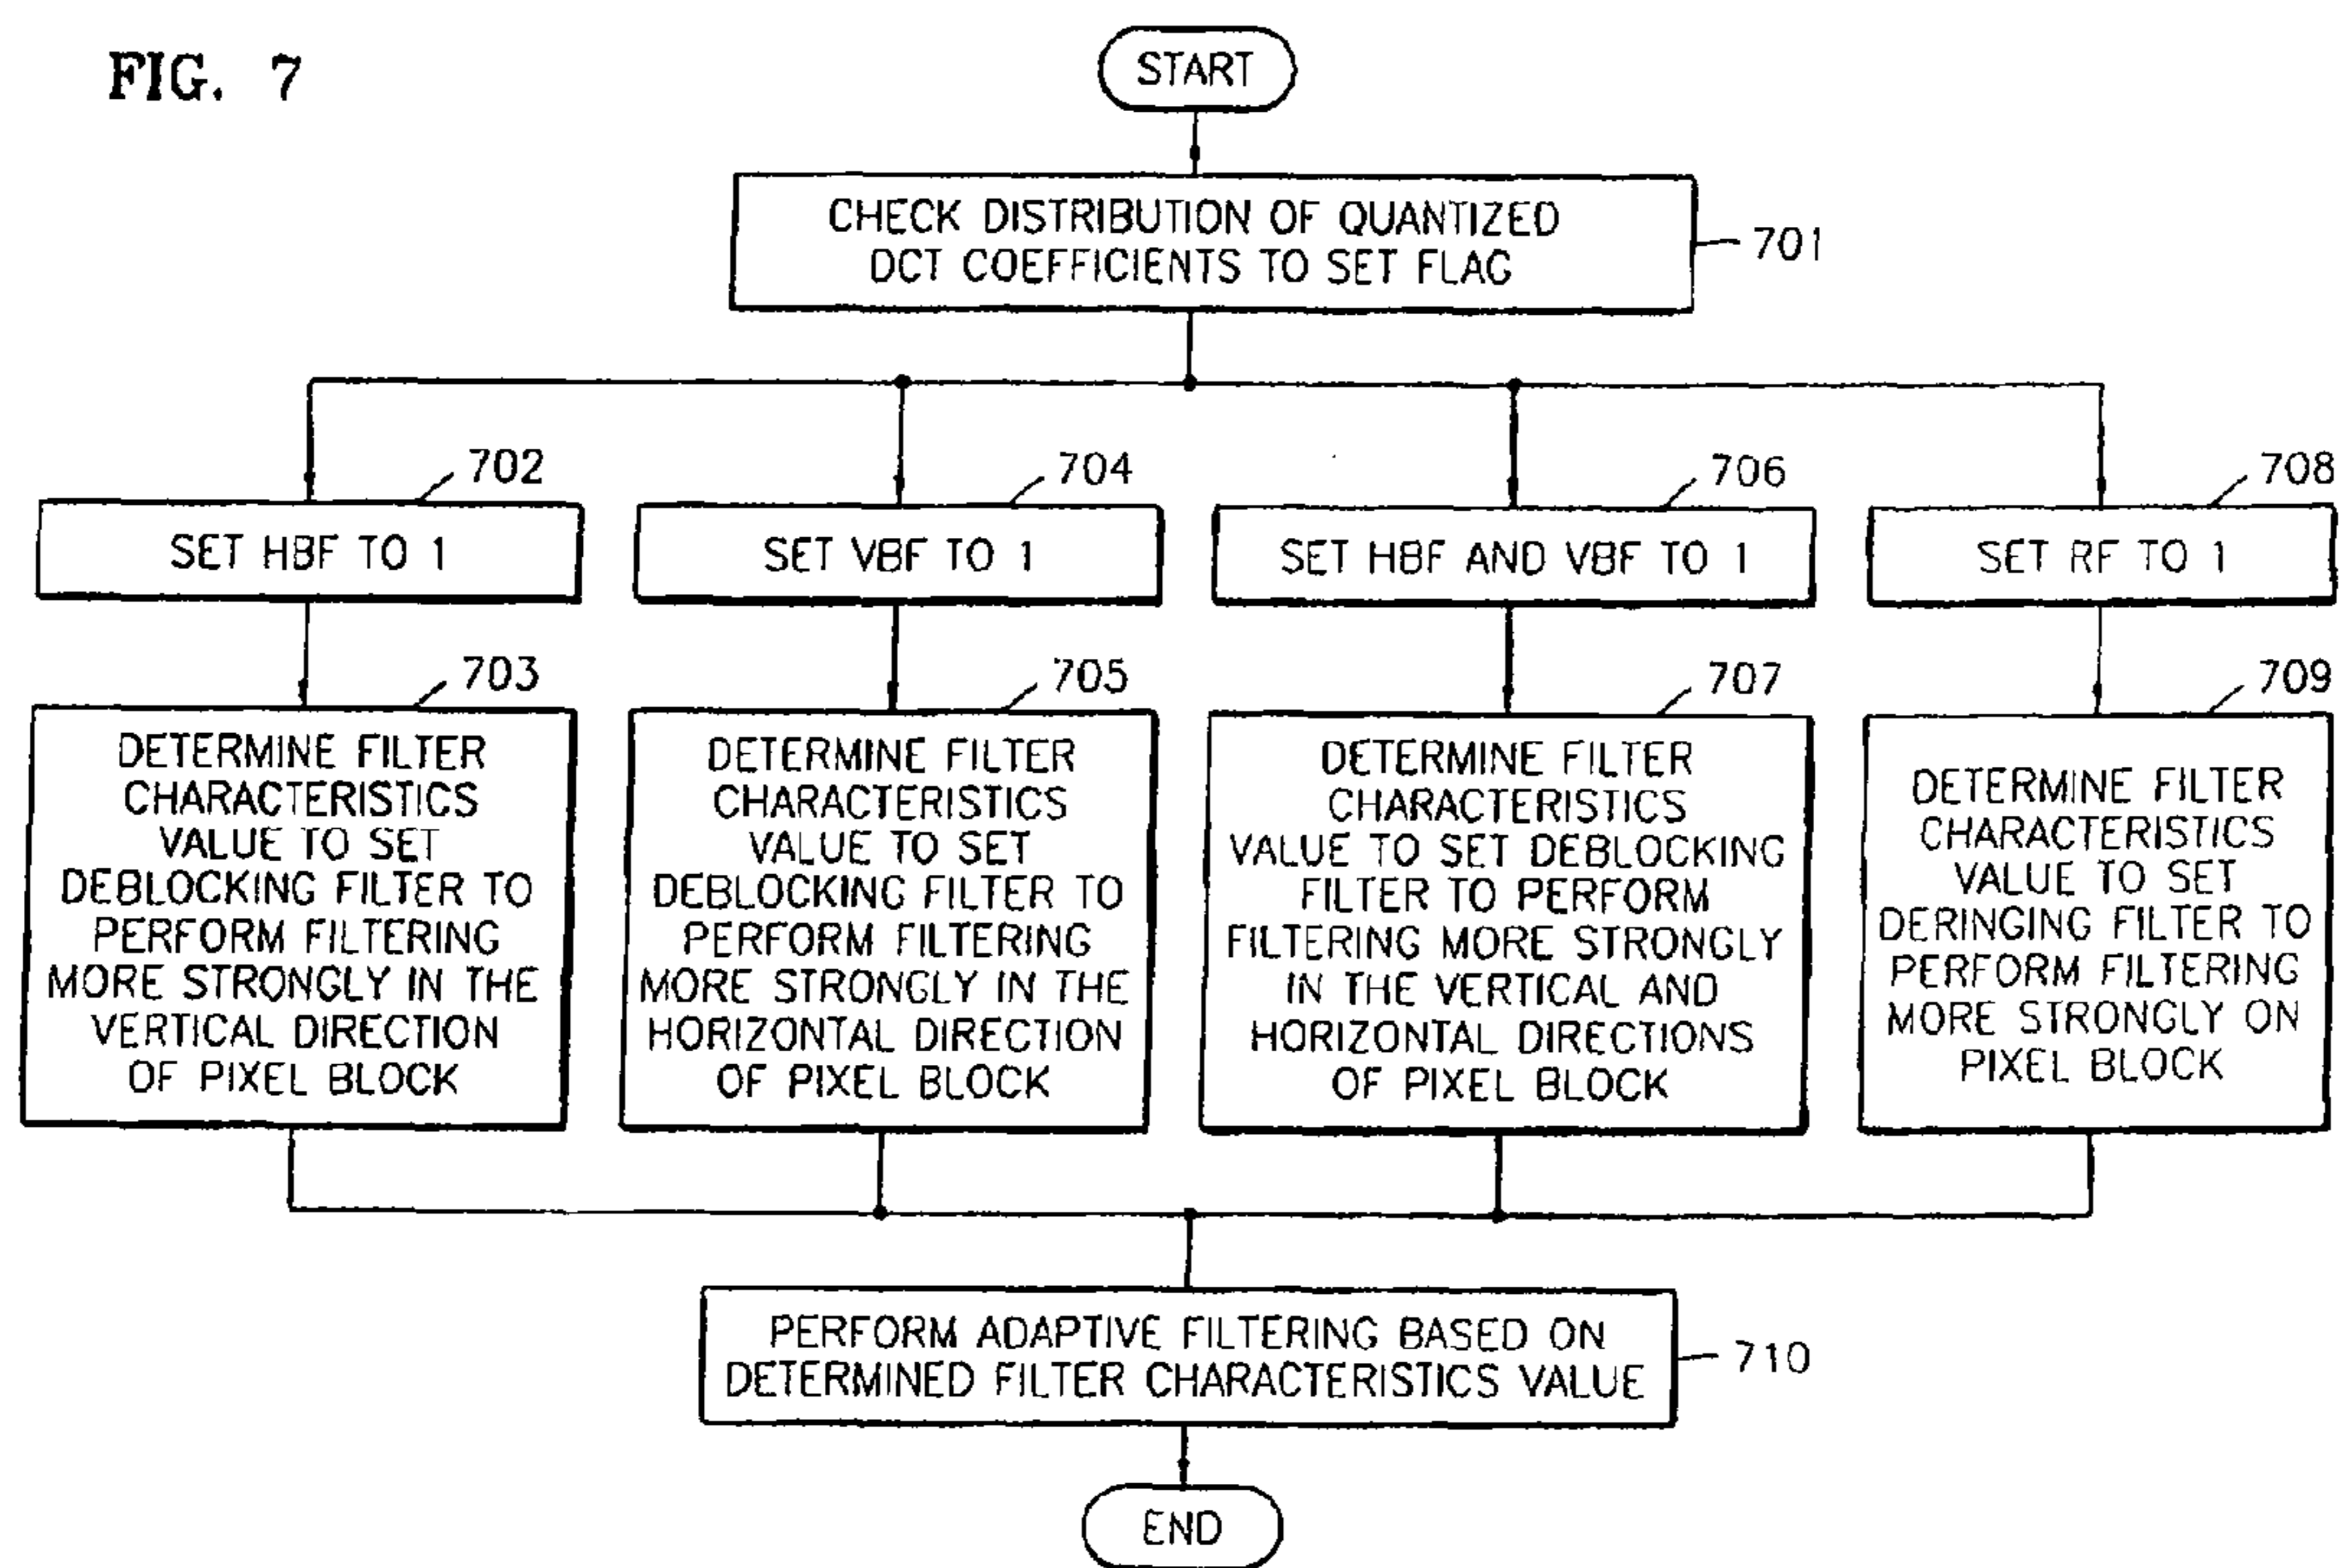 FIG. 7
START
CHECK DISTRIBUTION OF QUANTIZED
DCT COEFFICIENTS TO SET FLAG
701
702
SET HBF TO 1
704
SET VBF TO 1
706
SET HBF AND VBF TO 1
708
SET RF TO 1
703
DETERMINE FILTER
CHARACTERISTICS
VALUE TO SET
DEBLOCKING FILTER TO
PERFORM FILTERING
MORE STRONGLY IN THE
VERTICAL DIRECTION
OF PIXEL BLOCK
705
DETERMINE FILTER
CHARACTERISTICS
VALUE TO SET
DEBLOCKING FILTER TO
PERFORM FILTERING
MORE STRONGLY IN THE
HORIZONTAL DIRECTION
OF PIXEL BLOCK
707
DETERMINE FILTER
CHARACTERISTICS
VALUE TO SET DEBLOCKING
FILTER TO PERFORM
FILTERING MORE STRONGLY
IN THE VERTICAL AND
HORIZONTAL DIRECTIONS
OF PIXEL BLOCK
709
DETERMINE FILTER
CHARACTERISTICS
VALUE TO SET
DERINGING FILTER TO
PERFORM FILTERING
MORE STRONGLY ON
PIXEL BLOCK
PERFORM ADAPTIVE FILTERING BASED ON
DETERMINED FILTER CHARACTERISTICS VALUE
710
END